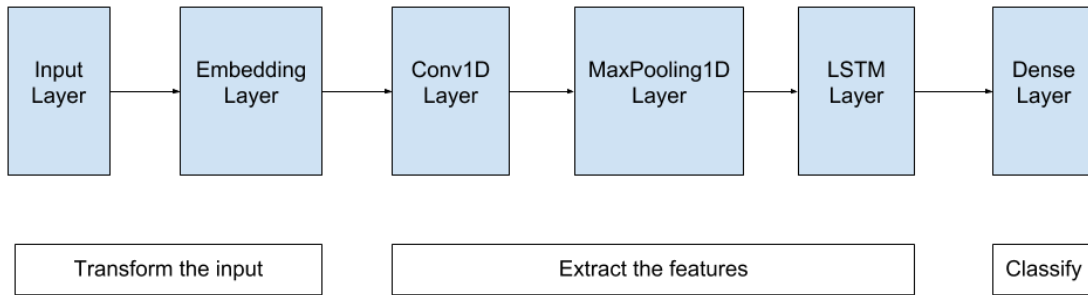 Input
Layer
Embedding
Layer
Conv1D
Layer
MaxPooling1D
Layer
LSTM
Layer
Dense
Layer
Transform the input
Extract the features
Classify